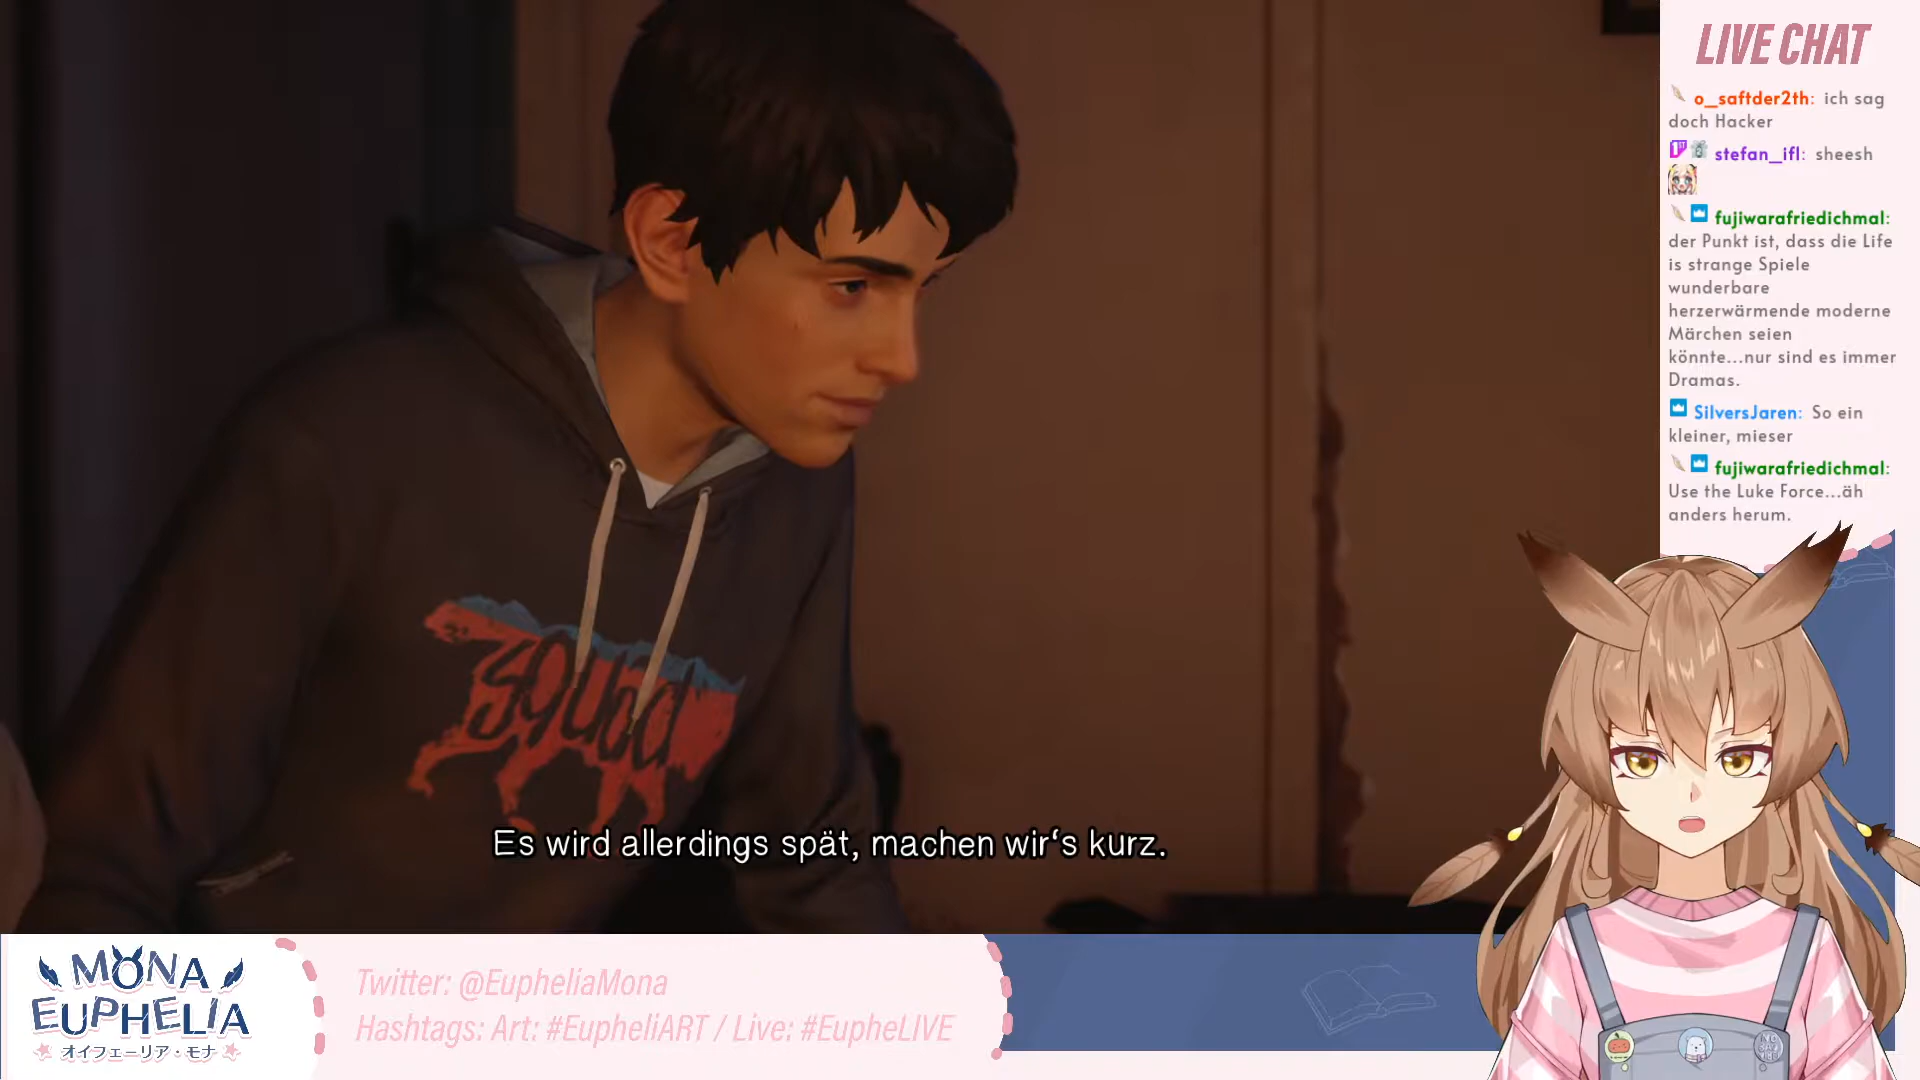 LIVE CHAT
o_saftder2th: ich sag
doch Hacker
stefan_ifl: sheesh
fujiwarafriedichmal:
der Punkt ist, dass die Life
is strange Spiele
wunderbare
herzerwärmende moderne
Märchen seien
könnte...nur sind es immer
Dramas.
SilversJaren: So ein
kleiner, mieser
fujiwarafriedichmal:
Use the Luke Force...äh
anders herum.
squad
Es wird allerdings spät, machen wir‘s kurz.
MONA
EUPHELIA
オイフェーリア・モナ
Twitter: @EupheliaMona
Hashtags: Art: #EupheliART / Live: #EupheLIVE